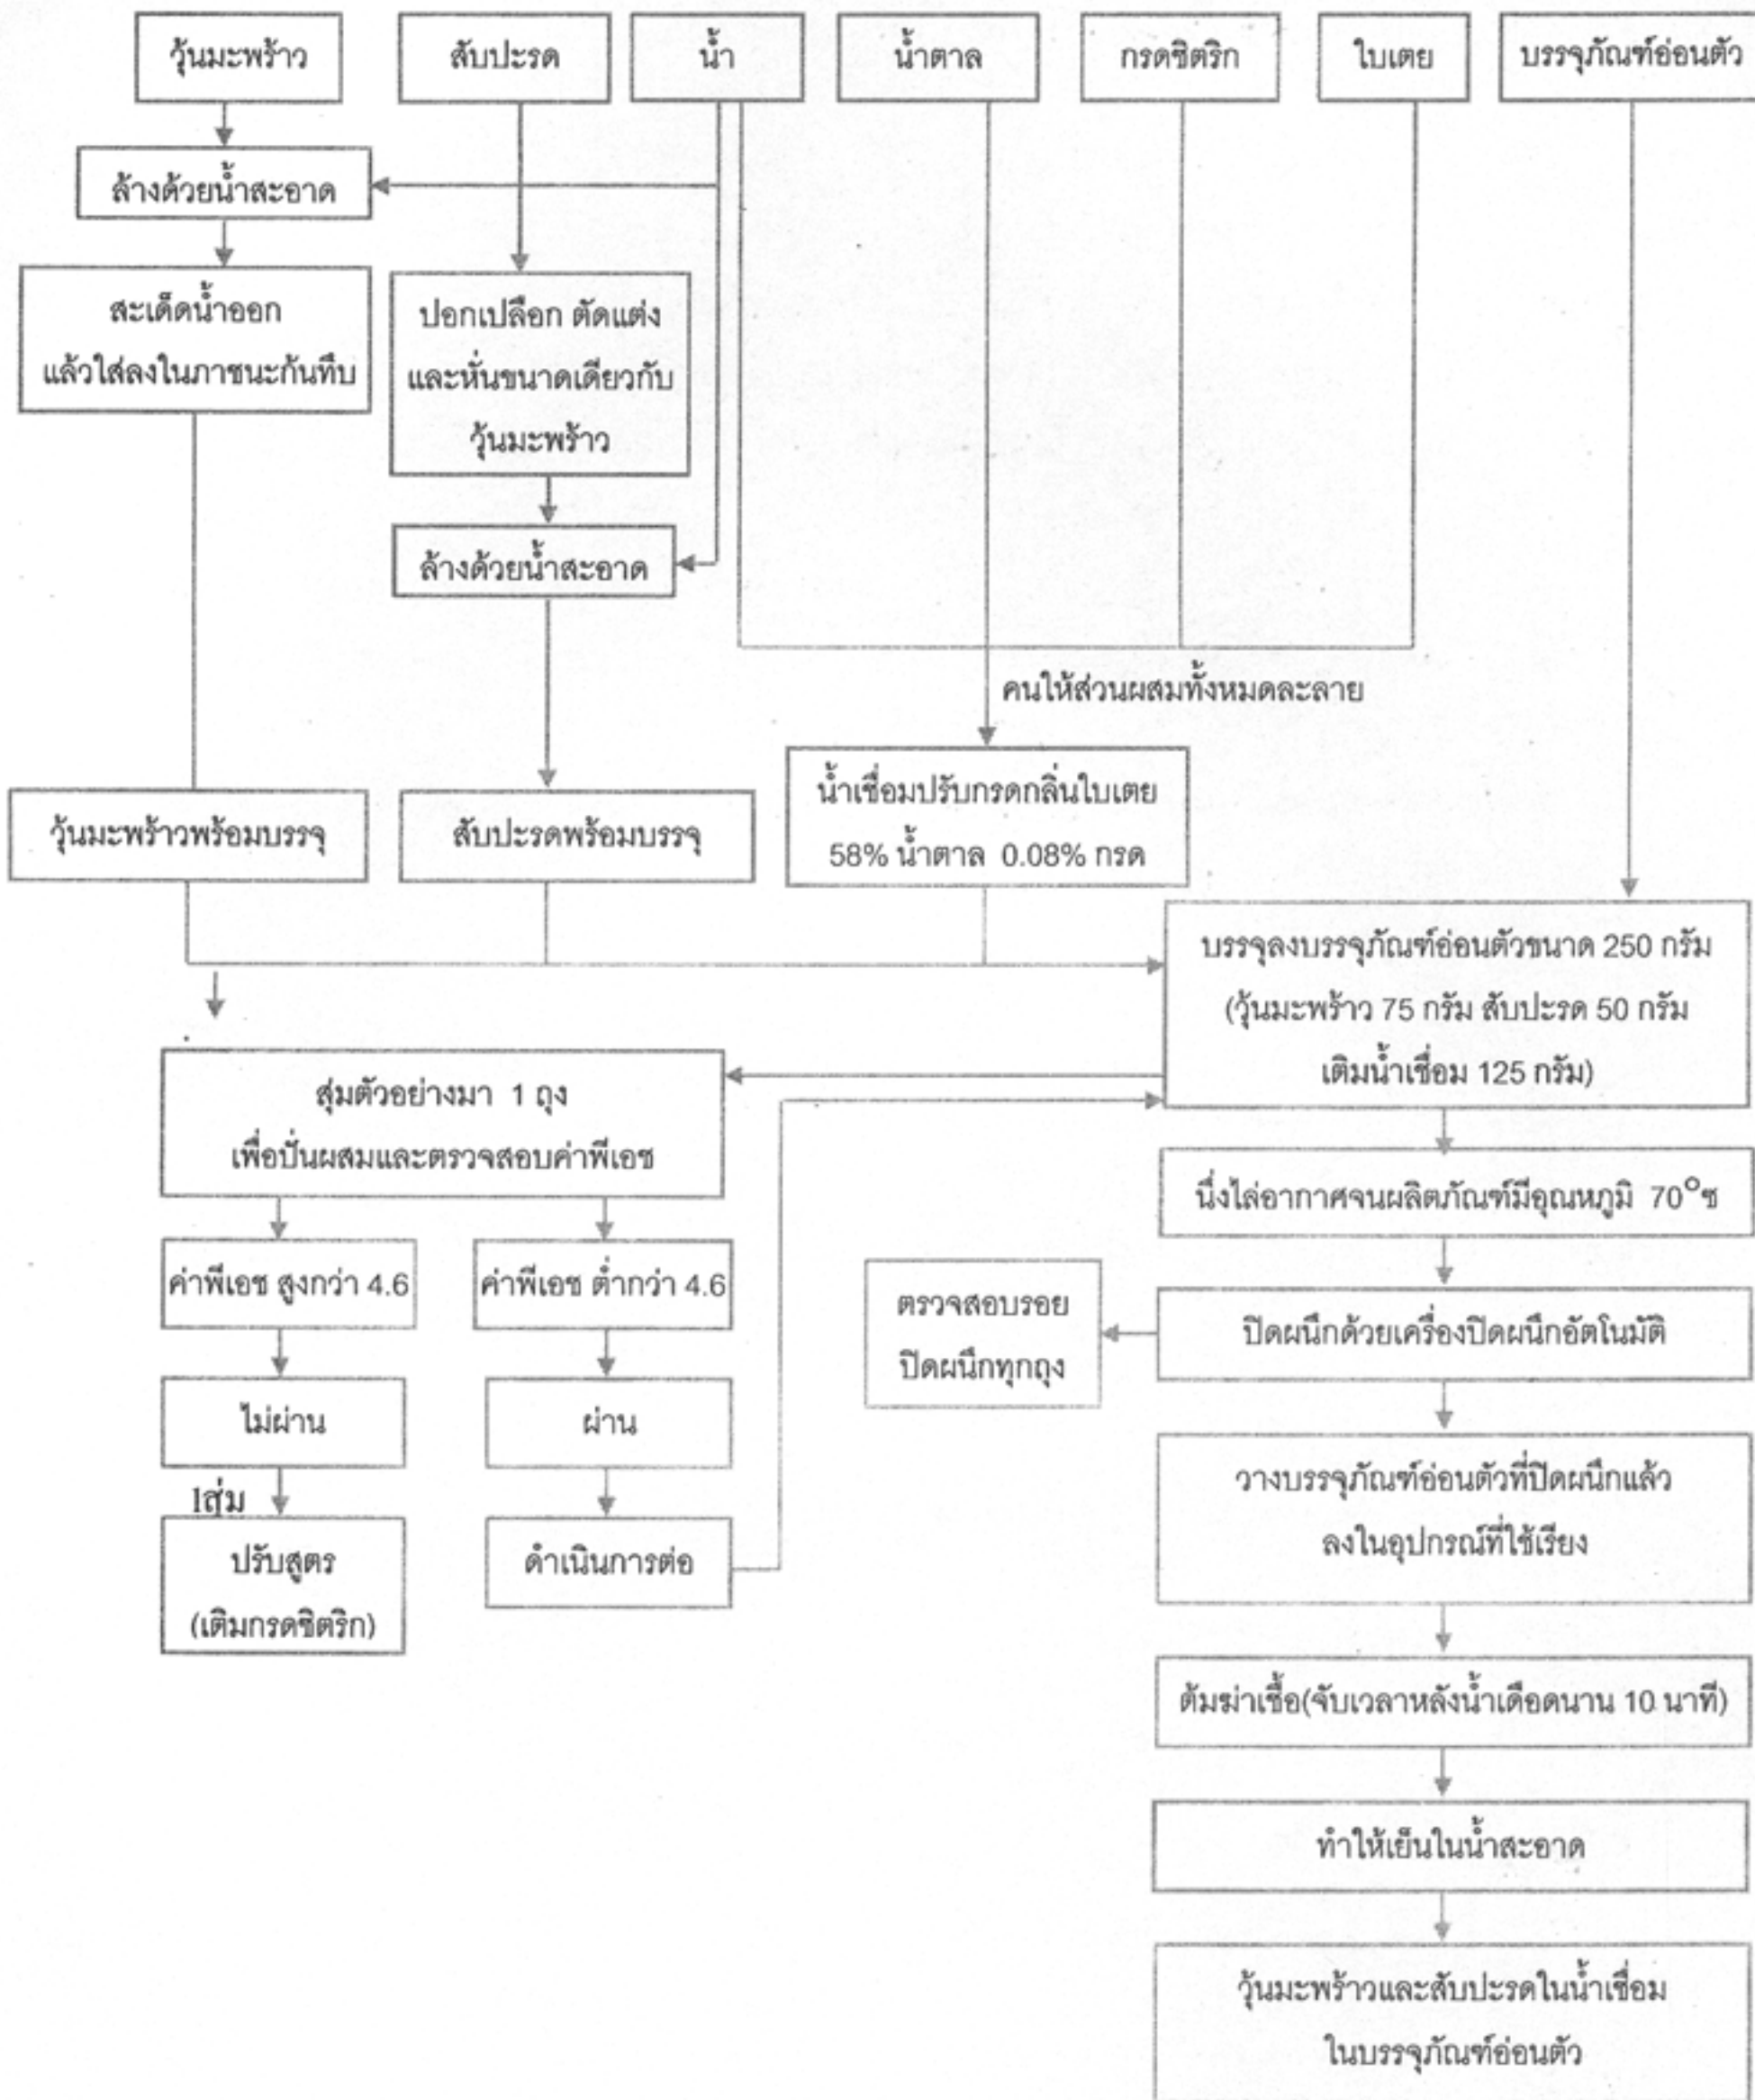 วุ้นมะพร้าว
สับปะรด
น้ำ
น้ำตาล
กรดซิตริก
ใบเตย
บรรจุภัณฑ์อ่อนตัว
ล้างด้วยน้ำสะอาด
สะเด็ดน้ำออก
แล้วใส่ลงในภาชนะก้นทึบ
ปอกเปลือก ตัดแต่ง
และหั่นขนาดเดียวกับ
วุ้นมะพร้าว
ล้างด้วยน้ำสะอาด
คนให้ส่วนผสมทั้งหมดละลาย
วุ้นมะพร้าวพร้อมบรรจุ
สับปะรดพร้อมบรรจุ
น้ำเชื่อมปรับกรดกลิ่นใบเตย
58% น้ำตาล 0.08% กรด
บรรจุลงบรรจุภัณฑ์อ่อนตัวขนาด 250 กรัม
(วุ้นมะพร้าว 75 กรัม สับปะรด 50 กรัม
เติมน้ำเชื่อม 125 กรัม)
สุ่มตัวอย่างมา 1 ถุง
เพื่อปั่นผสมและตรวจสอบค่าพีเอช
ค่าพีเอช สูงกว่า 4.6
ค่าพีเอช ต่ำกว่า 4.6
ไม่ผ่าน
ผ่าน
1สุ่ม
ปรับสูตร
(เติมกรดซิตริก)
ดำเนินการต่อ
นึ่งไล่อากาศจนผลิตภัณฑ์มีอุณหภูมิ 70°ซ
ตรวจสอบรอย
ปิดผนึกทุกถุง
ปิดผนึกด้วยเครื่องปิดผนึกอัตโนมัติ
วางบรรจุภัณฑ์อ่อนตัวที่ปิดผนึกแล้ว
ลงในอุปกรณ์ที่ใช้เรียง
ต้มฆ่าเชื้อ(จับเวลาหลังน้ำเดือดนาน 10 นาที)
ทำให้เย็นในน้ำสะอาด
วุ้นมะพร้าวและสับปะรดในน้ำเชื่อม
ในบรรจุภัณฑ์อ่อนตัว